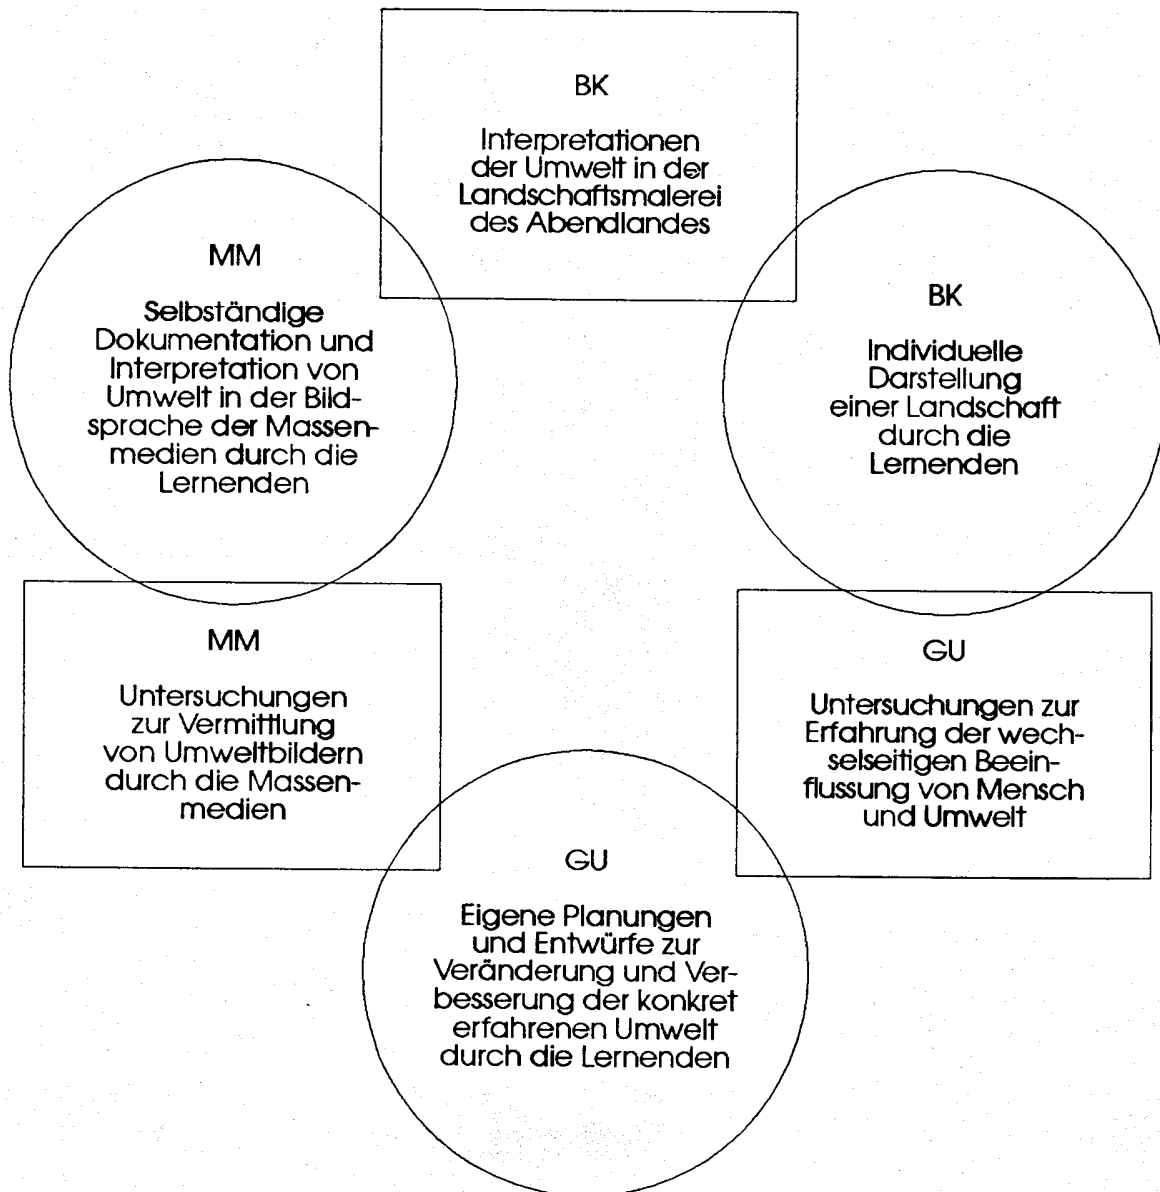 BK
Interpretationen
der Umwelt in der
Landschaftsmalerei
des Abendlandes
MM
Selbständige
Dokumentation und
Interpretation von
Umwelt in der Bild-
sprache der Massen-
medien durch die
Lernenden
BK
Individuelle
Darstellung
einer Landschaft
durch die
Lernenden
MM
Untersuchungen
zur Vermittlung
von Umweltbildern
durch die Massen-
medien
GU
Untersuchungen zur
Erfahrung der wech-
selseitigen Beein-
flussung von Mensch
und Umwelt
GU
Eigene Planungen
und Entwürfe zur
Veränderung und Ver-
besserung der konkret
erfahrenen Umwelt
durch die Lernenden